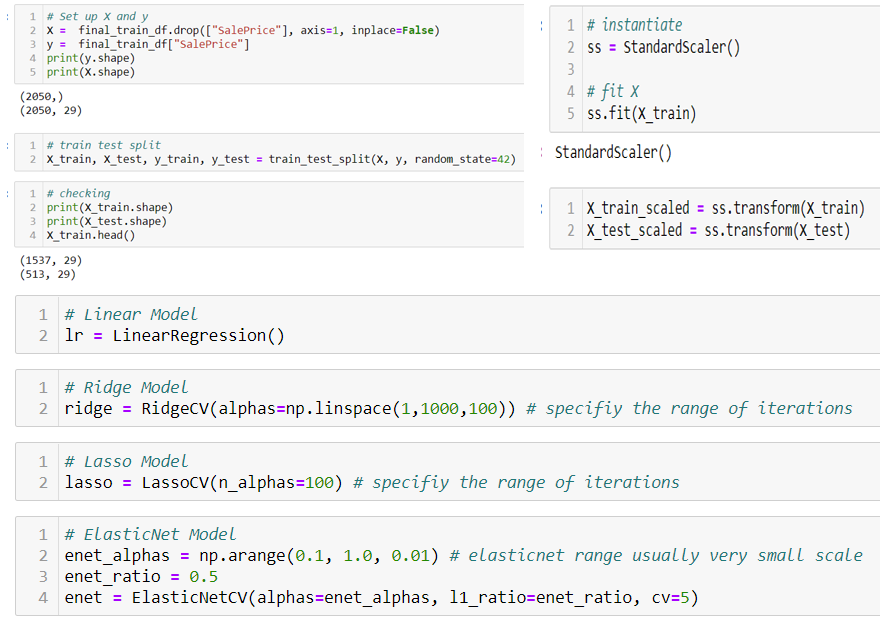 1 # Set up X and y
2 X =  final_train_df.drop(["SalePrice"], axis=1, inplace=False)
3 y =  final_train_df["SalePrice"]
4 print(y.shape)
5 print(X.shape)
(2050,)
(2050, 29)
1 # train test split
2 X_train, X_test, y_train, y_test = train_test_split(X, y, random_state=42)
1 # checking
2 print(X_train.shape)
3 print(X_test.shape)
4 X_train.head()
(1537, 29)
(513, 29)
1 # instantiate
2 ss = StandardScaler()
3
4 # fit X
5 ss.fit(X_train)
: StandardScaler()
1 X_train_scaled = ss.transform(X_train)
2 X_test_scaled = ss.transform(X_test)
1 # Linear Model
2 lr = LinearRegression()
1 # Ridge Model
2 ridge = RidgeCV(alphas=np.linspace(1,1000,100)) # specifiy the range of iterations
1 # Lasso Model
2 lasso = LassoCV(n_alphas=100) # specifiy the range of iterations
1 # ElasticNet Model
2 enet_alphas = np.arange(0.1, 1.0, 0.01) # elasticnet range usually very small scale
3 enet_ratio = 0.5
4 enet = ElasticNetCV(alphas=enet_alphas, l1_ratio=enet_ratio, cv=5)